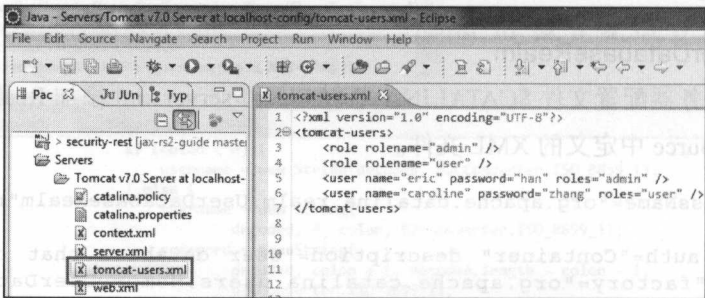 Java - Servers/Tomcat v7.0 Server at localhost-config/tomcat-users.xml - Eclipse
File Edit Source Navigate Search Project Run Window Help
Pac JUn Typ
tomcat-users.xml
> security-rest [jax-rs2-guide master
Servers
Tomcat v7.0 Server at localhost-
catalina.policy
catalina.properties
context.xml
server.xml
tomcat-users.xml
web.xml
1 <?xml version="1.0" encoding="UTF-8"?>
2 <tomcat-users>
3 <role rolename="admin" />
4 <role rolename="user" />
5 <user name="eric" password="han" roles="admin" />
6 <user name="caroline" password="zhang" roles="user" />
7 </tomcat-users>
8
9
10
11
12